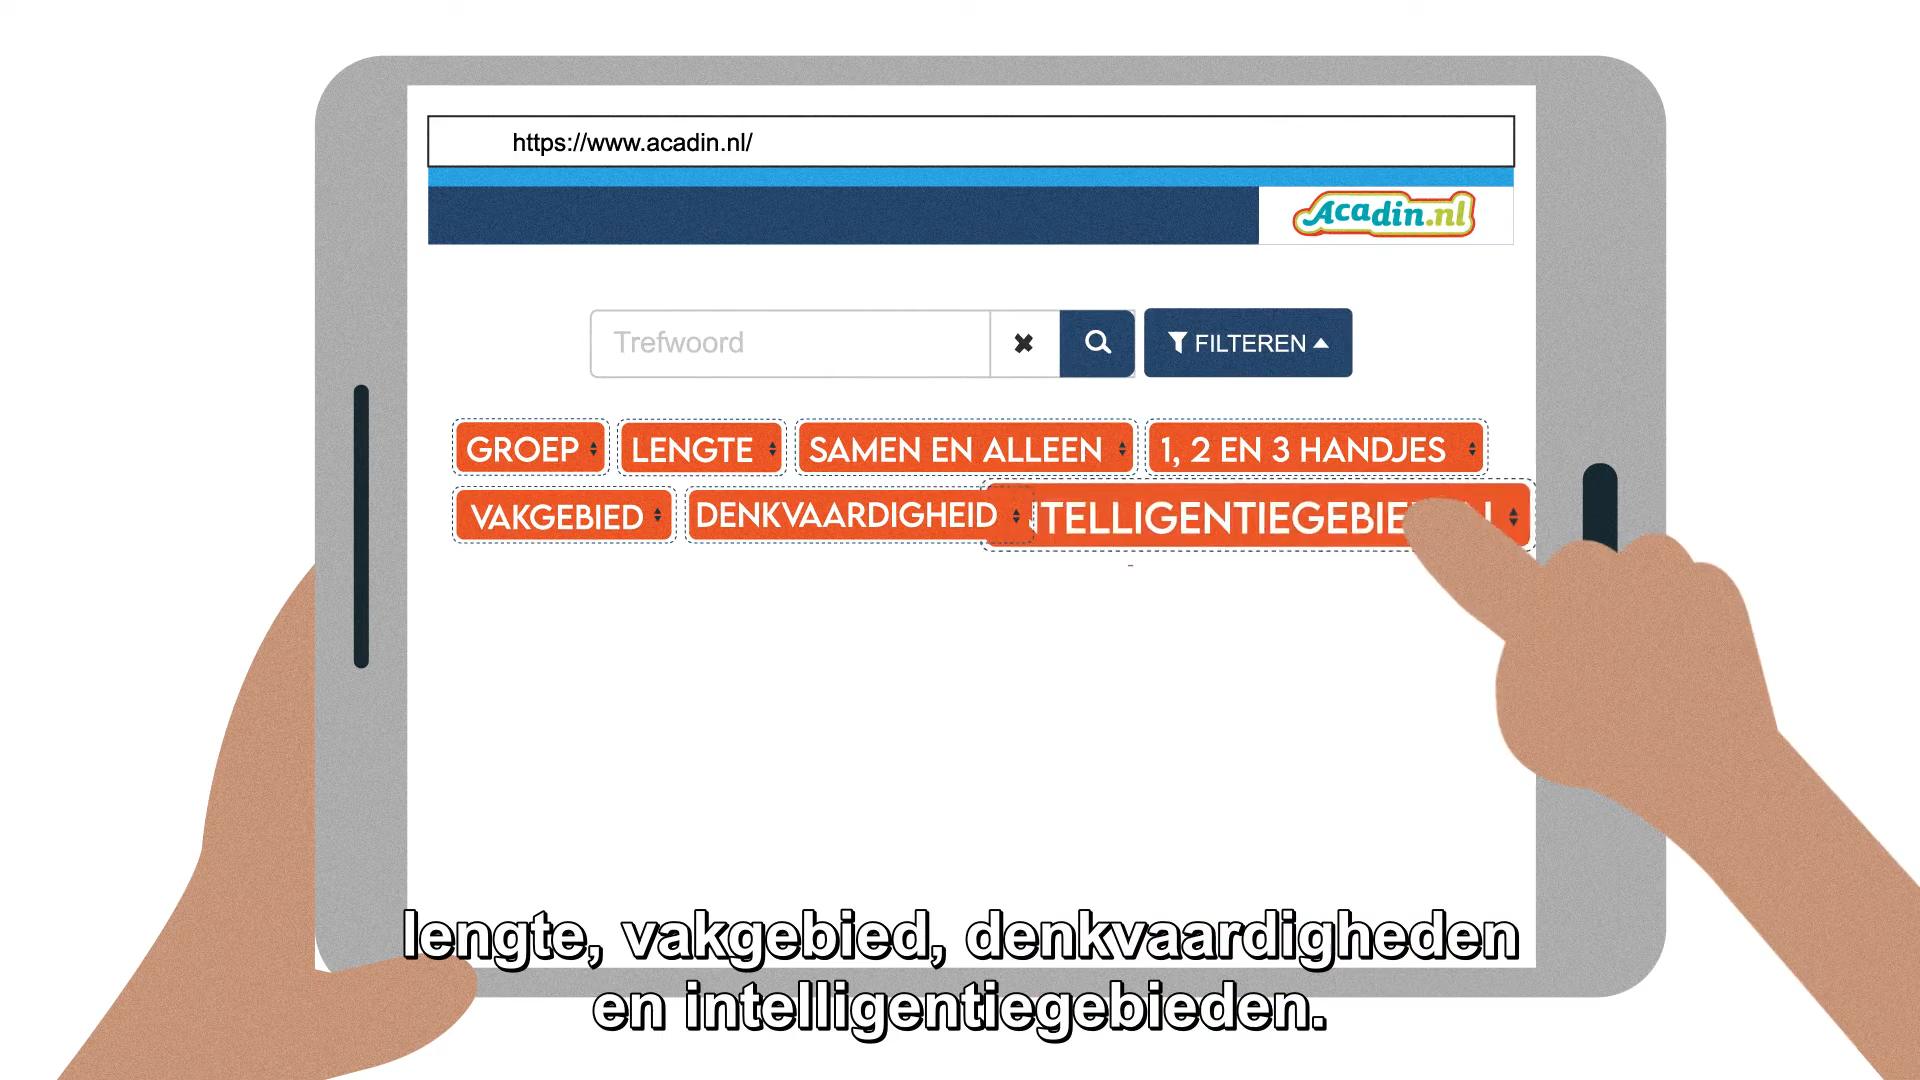 https://www.acadin.nl/
Acadin.nl
Trefwoord
FILTEREN
GROEP LENGTE SAMEN EN ALLEEN 1, 2 EN 3 HANDJES
VAKGEBIED DENKVAARDIGHEID
lengte, vakgebied, denkvaardigheden
en intelligentiegebieden.